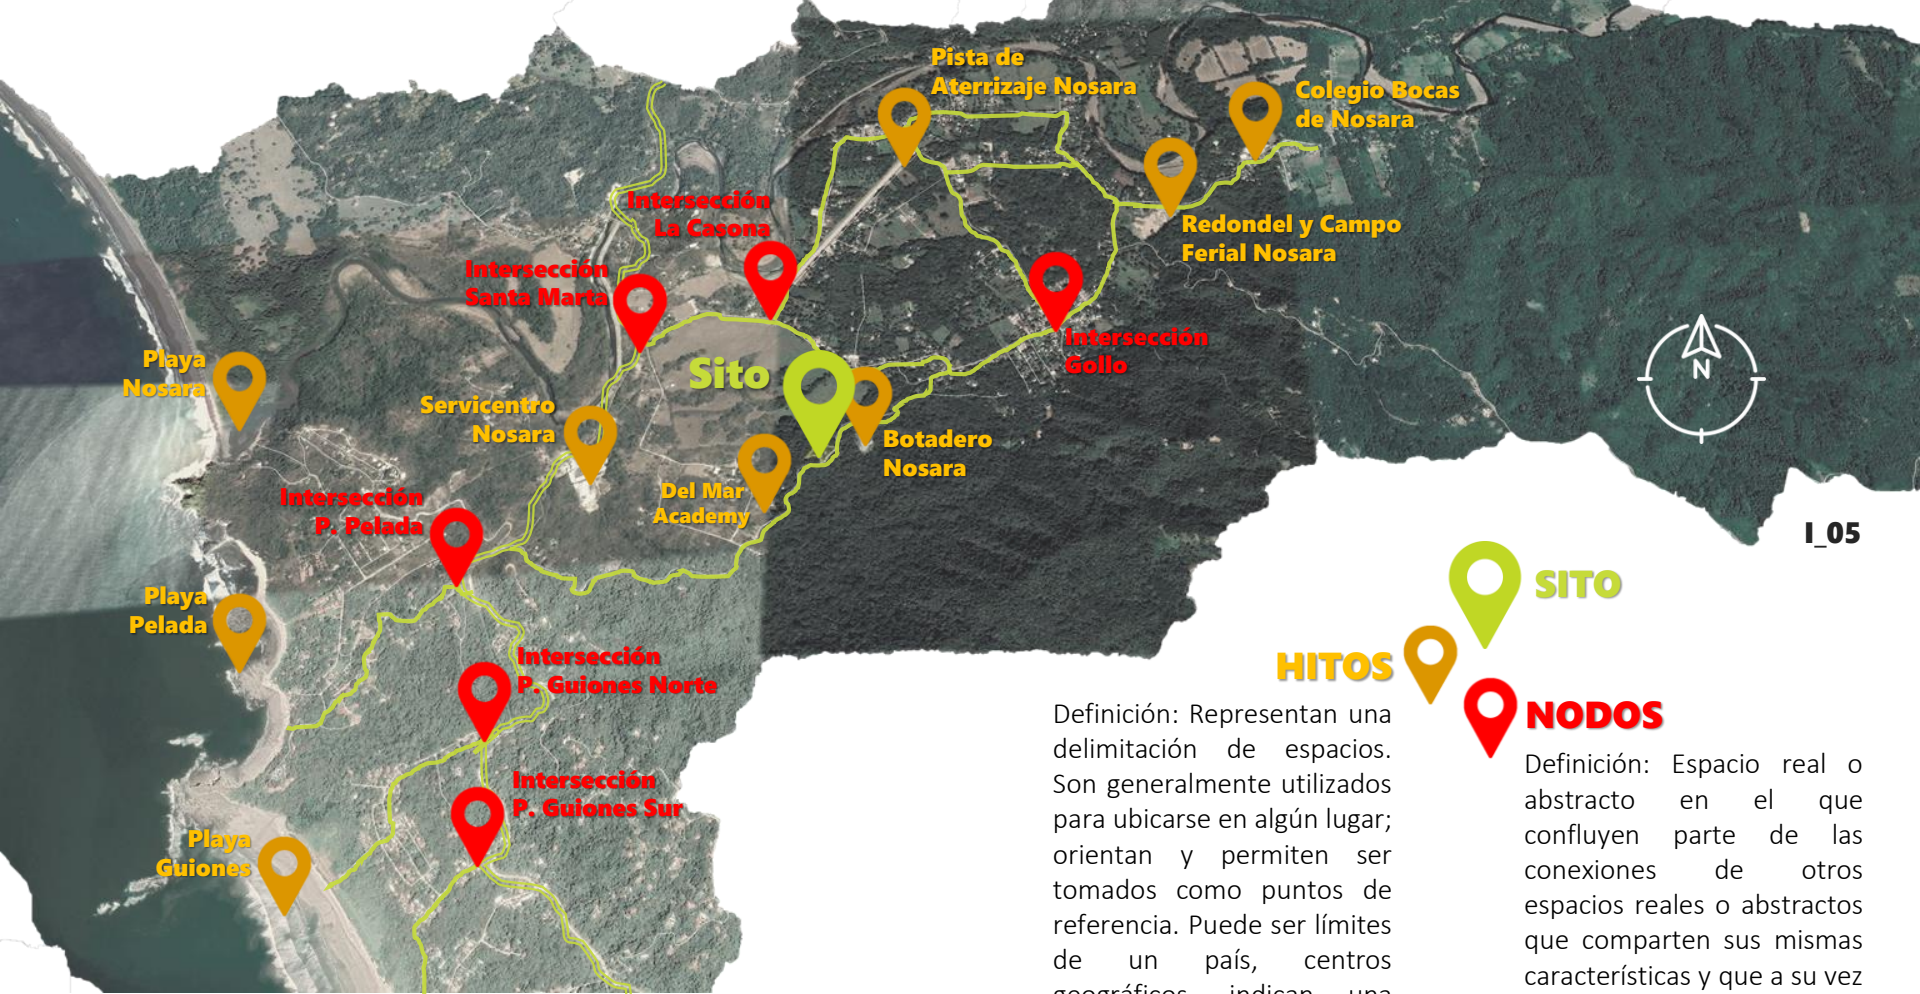 Pista de
Aterrizaje Nosara
Colegio Bocas
de Nosara
Intersección
La Casona
Redondel y Campo
Ferial Nosara
Intersección
Santa Marta
Intersección
Gollo
N
Playa
Nosara
Sito
Servicentro
Nosara
Botadero
Nosara
Del Mar
Academy
Intersección
P. Pelada
I_05
Playa
Pelada
SITO
Intersección
P. Guiones Norte
HITOS
NODOS
Intersección
P. Guiones Sur
Playa
Guiones
Definición: Representan una
delimitación de espacios.
Son generalmente utilizados
para ubicarse en algún lugar;
orientan y permiten ser
tomados como puntos de
referencia. Puede ser límites
de un país, centros
geográficos, indican una
Definición: Espacio real o
abstracto en el que
confluyen parte de las
conexiones de otros
espacios reales o abstractos
que comparten sus mismas
características y que a su vez